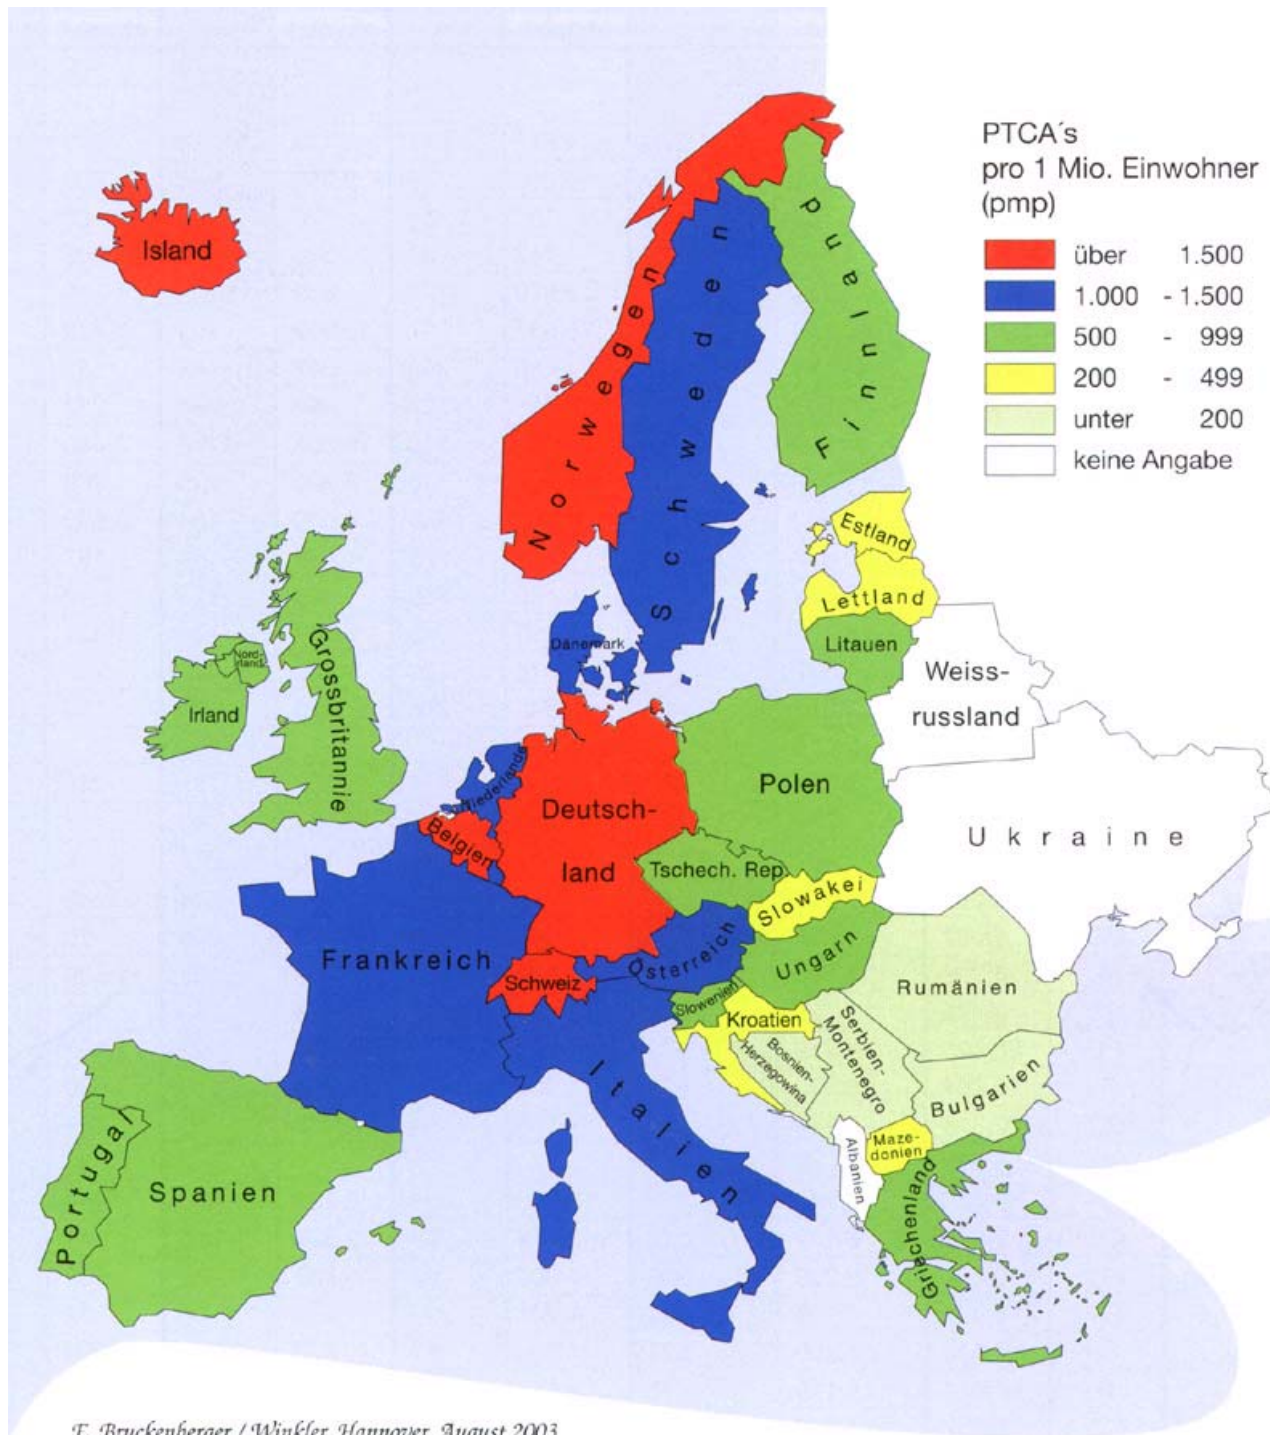 PTCA´s
pro 1 Mio. Einwohner
(pmp)
über 1.500
1.000 - 1.500
500 - 999
200 - 499
unter 200
keine Angabe
Island
Norwegen
Schweden
Finnland
Estland
Lettland
Litauen
Dänemark
Weiss-
russland
Nord-
irland
Irland
Grossbritannie
Niederlande
Belgien
Deutsch-
land
Polen
Ukraine
Tschech. Rep.
Slowakei
Frankreich
Schweiz
Österreich
Ungarn
Rumänien
Slowenien
Kroatien
Bosnien-
Herzegowina
Serbien-
Montenegro
Bulgarien
Italien
Albanien
Maze-
donien
Griechenland
Portugal
Spanien
E. Bruckenberger / Winkler, Hannover, August 2003